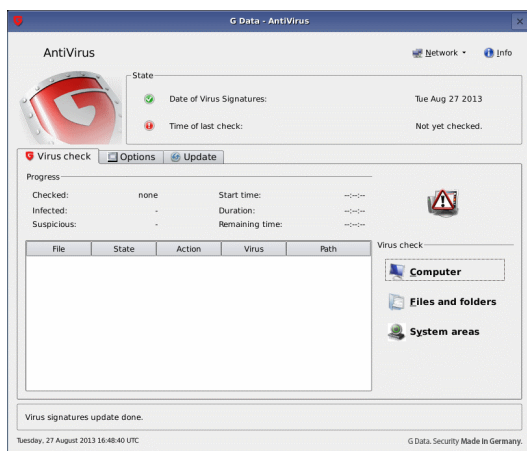 G Data - AntiVirus
AntiVirus
Network
Info
State
Date of Virus Signatures: Tue Aug 27 2013
Time of last check: Not yet checked.
Virus check Options Update
Progress
Checked: none Start time: --:--:--
Infected: - Duration: --:--:--
Suspicious: - Remaining time: --:--:--
File State Action Virus Path
Virus check
Computer
Files and folders
System areas
Virus signatures update done.
Tuesday, 27 August 2013 16:48:40 UTC
G Data. Security Made in Germany.